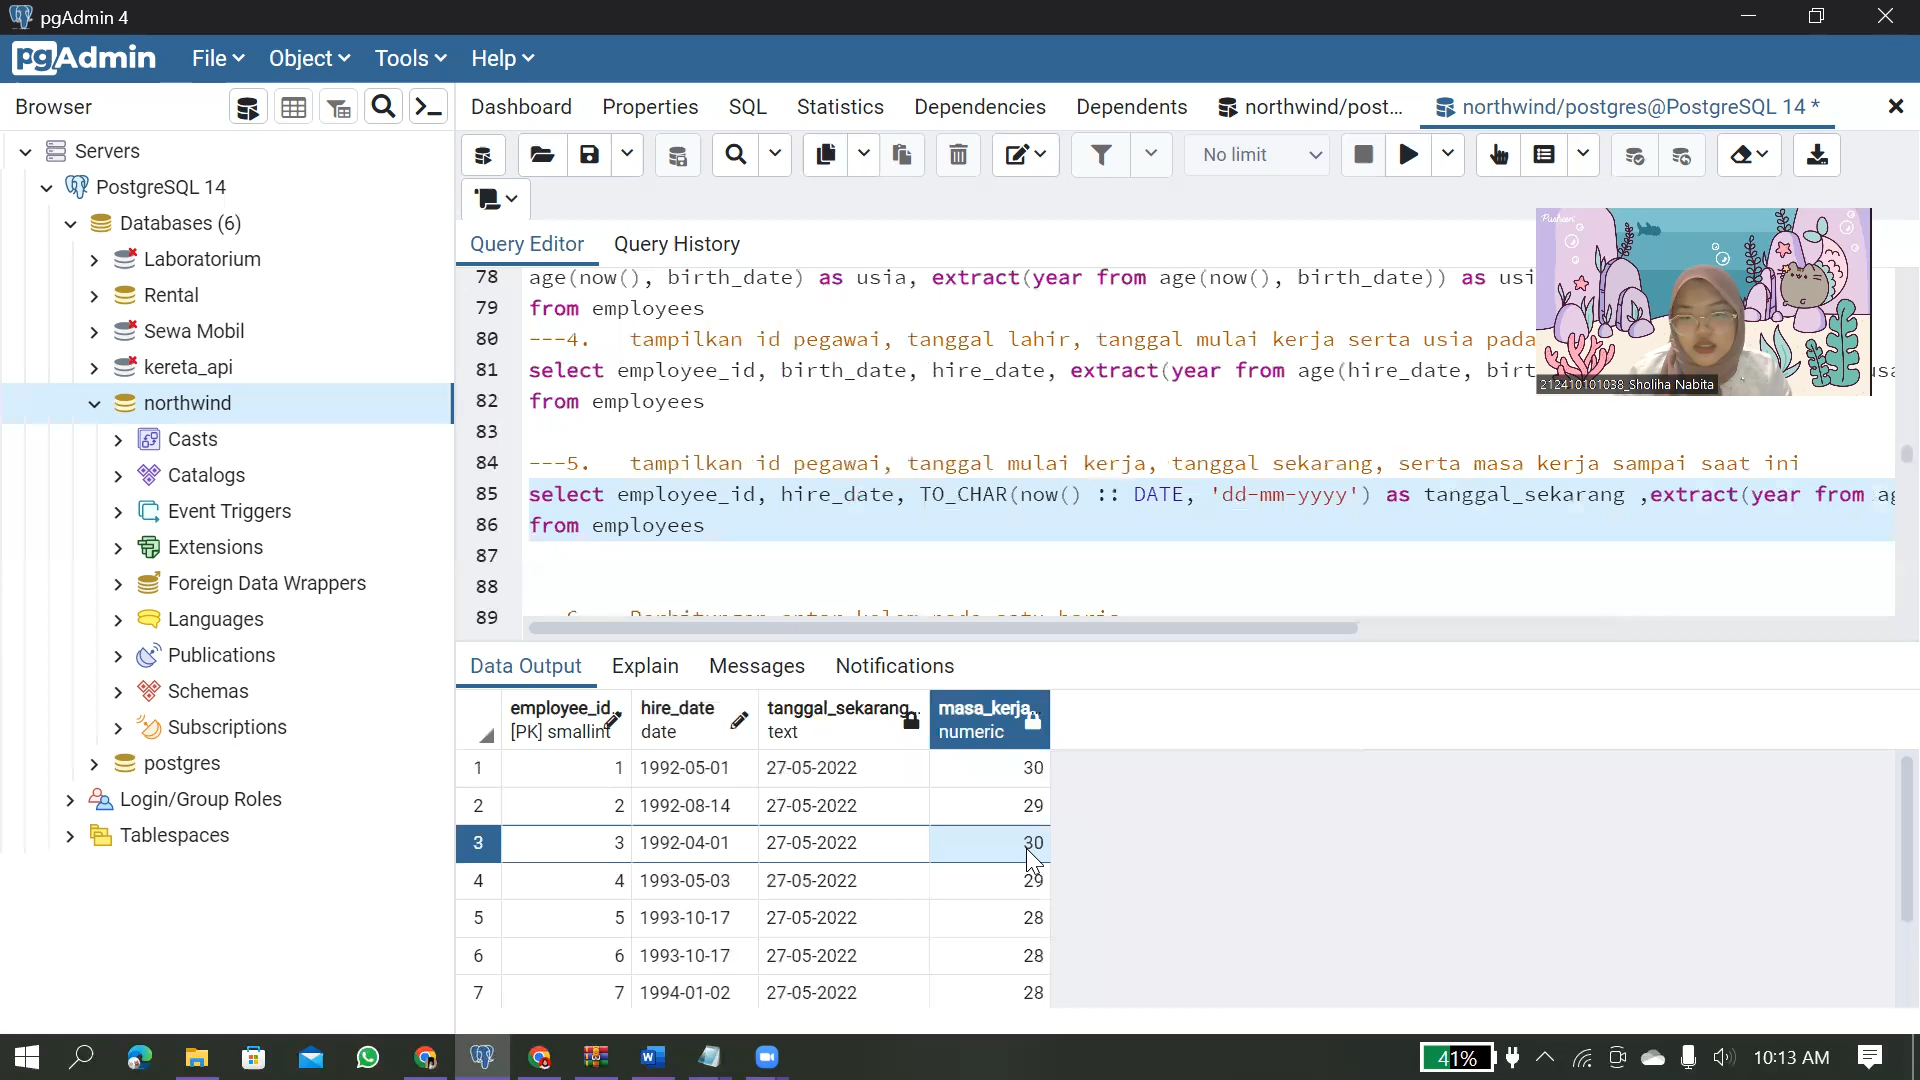 pgAdmin 4
pgAdmin File Object Tools Help
Browser
Dashboard Properties SQL Statistics Dependencies Dependents northwind/post... northwind/postgres@PostgreSQL 14 *
No limit
Servers
PostgreSQL 14
Databases (6)
Laboratorium
Rental
Sewa Mobil
kereta_api
northwind
Casts
Catalogs
Event Triggers
Extensions
Foreign Data Wrappers
Languages
Publications
Schemas
Subscriptions
postgres
Login/Group Roles
Tablespaces
Query Editor Query History
78 age(now(), birth_date) as usia, extract(year from age(now(), birth_date)) as usi
79 from employees
80 ---4. tampilkan id pegawai, tanggal lahir, tanggal mulai kerja serta usia pada
81 select employee_id, birth_date, hire_date, extract(year from age(hire_date, birt
82 from employees
83
84 ---5. tampilkan id pegawai, tanggal mulai kerja, tanggal sekarang, serta masa kerja sampai saat ini
85 select employee_id, hire_date, TO_CHAR(now() :: DATE, 'dd-mm-yyyy') as tanggal_sekarang ,extract(year from ag
86 from employees
87
88
89
Pusheen
212410101038_Sholiha Nabita
Data Output Explain Messages Notifications
employee_id hire_date tanggal_sekarang masa_kerja
[PK] smallint date text numeric
1 1 1992-05-01 27-05-2022 30
2 2 1992-08-14 27-05-2022 29
3 3 1992-04-01 27-05-2022 30
4 4 1993-05-03 27-05-2022 29
5 5 1993-10-17 27-05-2022 28
6 6 1993-10-17 27-05-2022 28
7 7 1994-01-02 27-05-2022 28
41% 10:13 AM